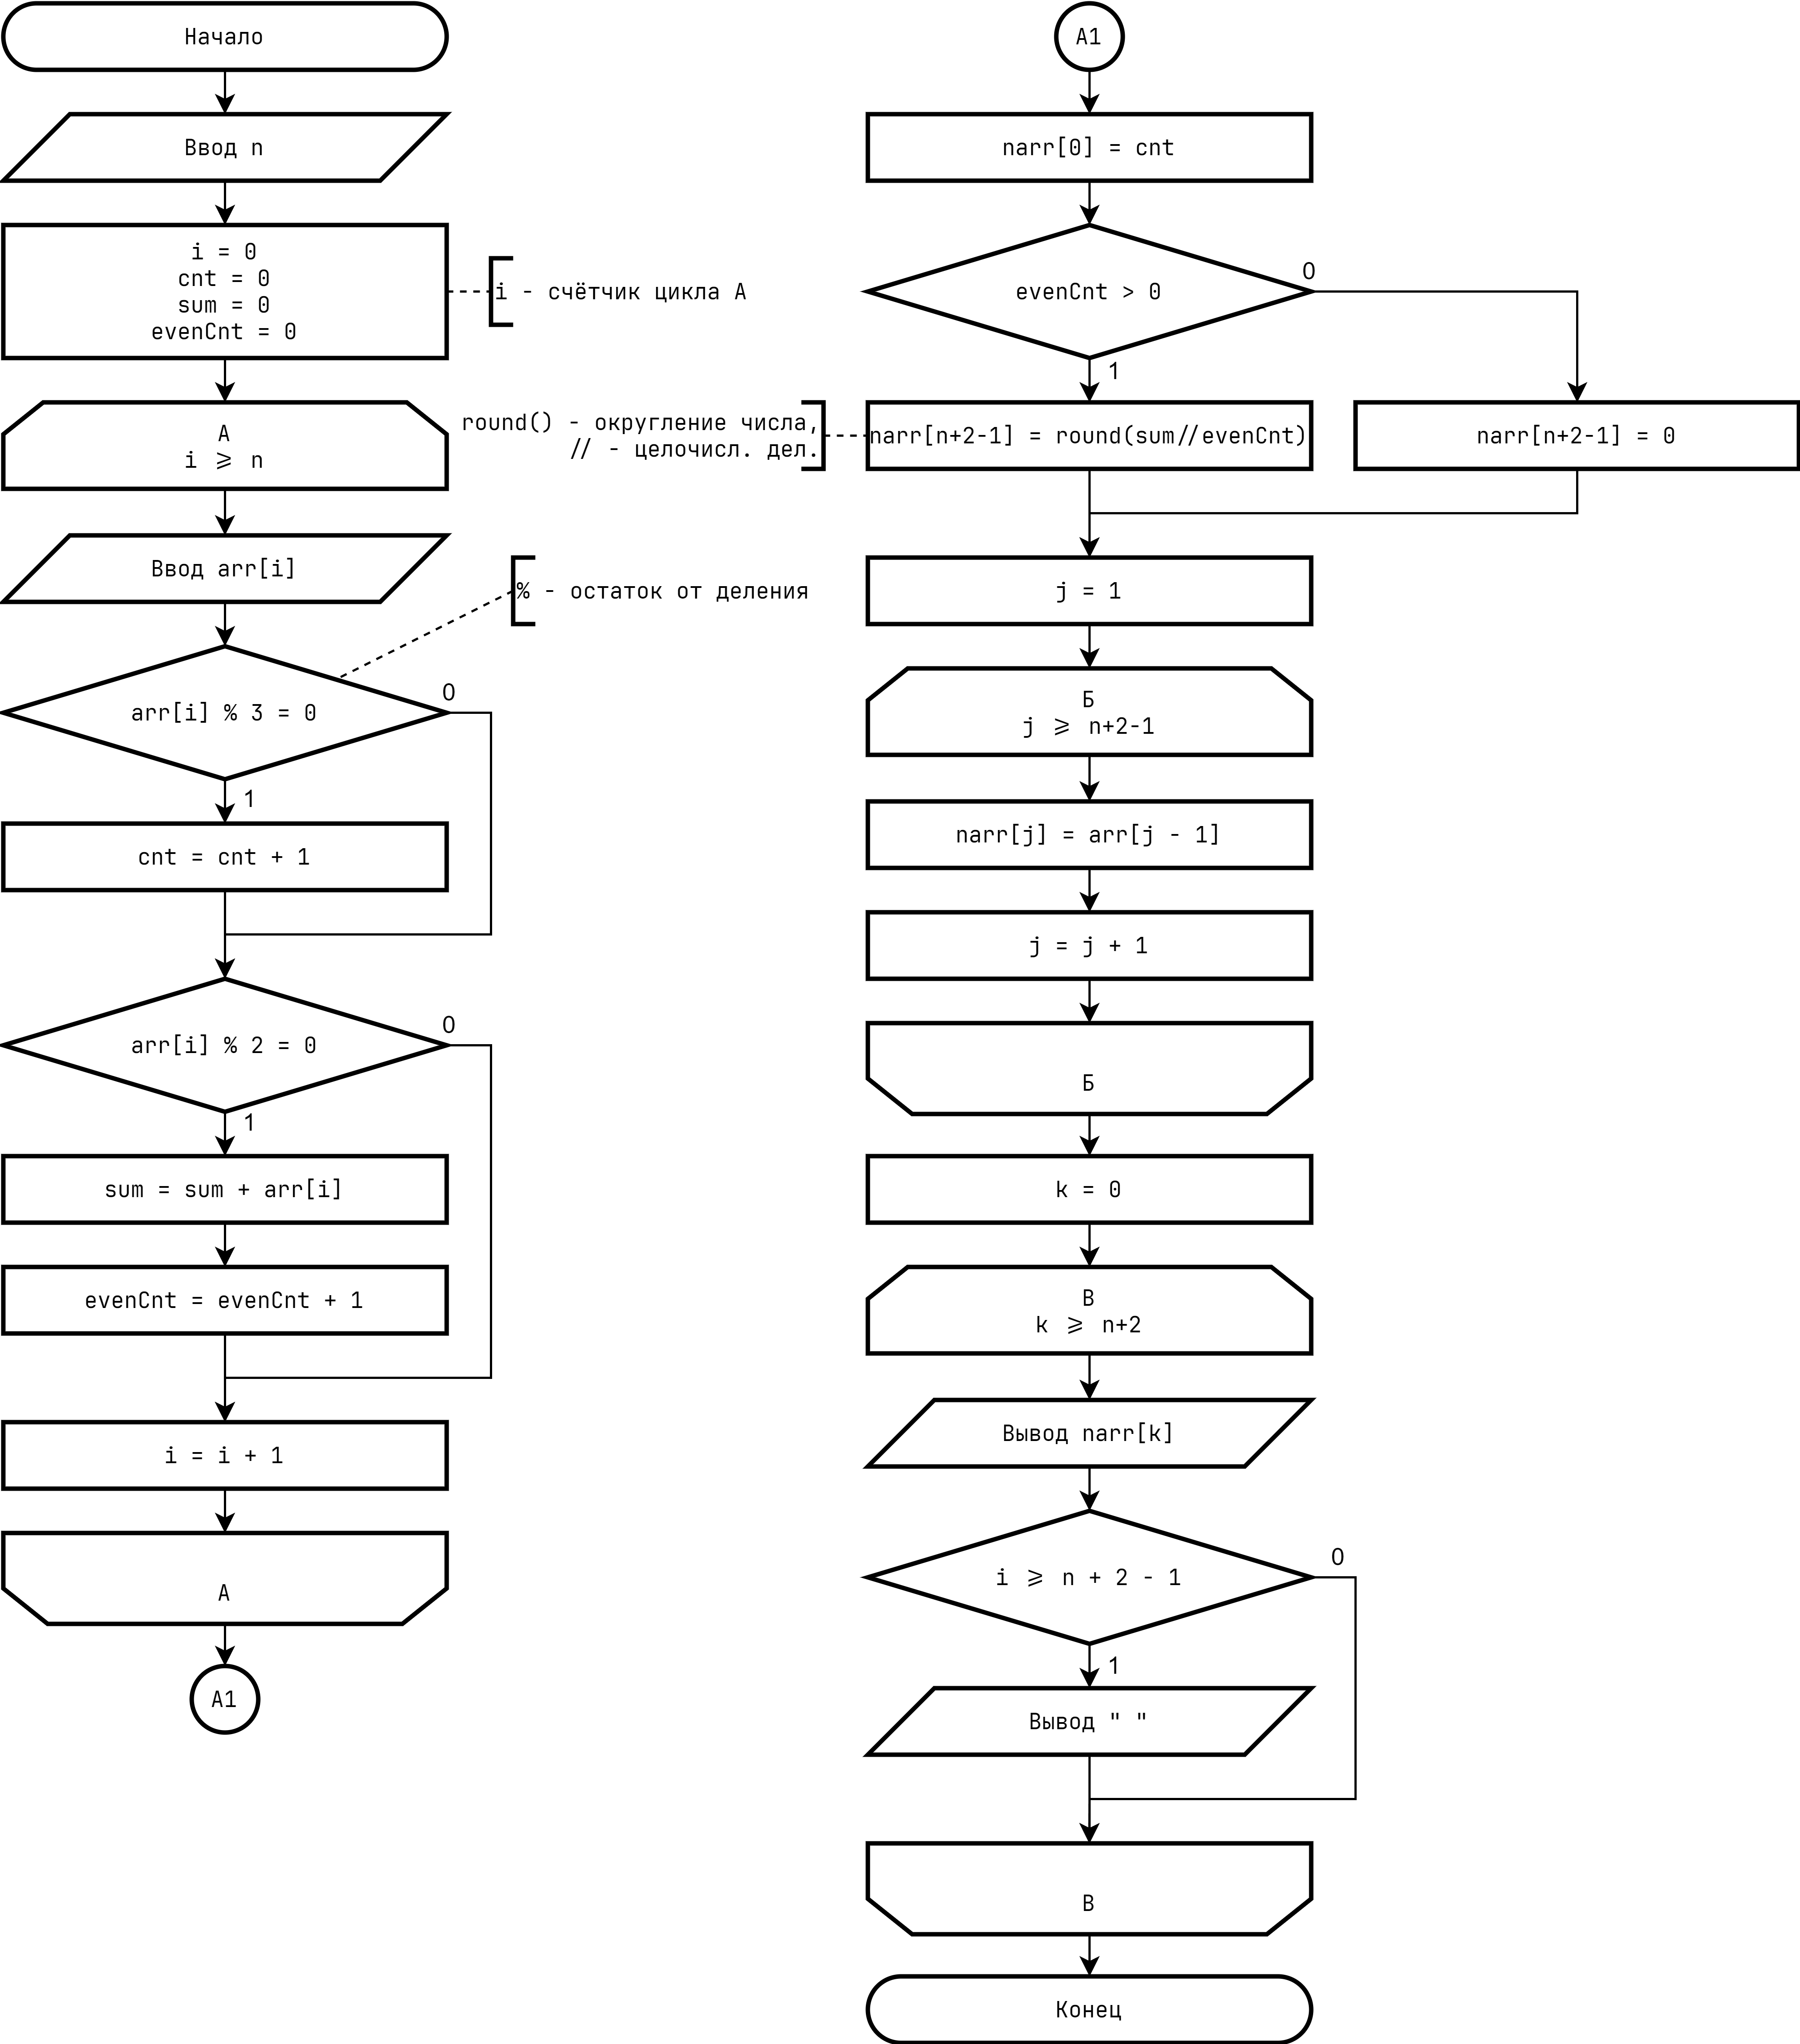 Начало
Ввод n
i = 0
cnt = 0
sum = 0
evenCnt = 0
i - счётчик цикла А
А
i ⩾ n
Ввод arr[i]
% - остаток от деления
arr[i] % 3 = 0
0
1
cnt = cnt + 1
arr[i] % 2 = 0
0
1
sum = sum + arr[i]
evenCnt = evenCnt + 1
i = i + 1
А
А1
А1
narr[0] = cnt
evenCnt > 0
0
1
round() - округление числа,
// - целочисл. дел.
narr[n+2-1] = round(sum//evenCnt)
narr[n+2-1] = 0
j = 1
Б
j ⩾ n+2-1
narr[j] = arr[j - 1]
j = j + 1
Б
k = 0
В
k ⩾ n+2
Вывод narr[k]
i ⩾ n + 2 - 1
0
1
Вывод " "
В
Конец